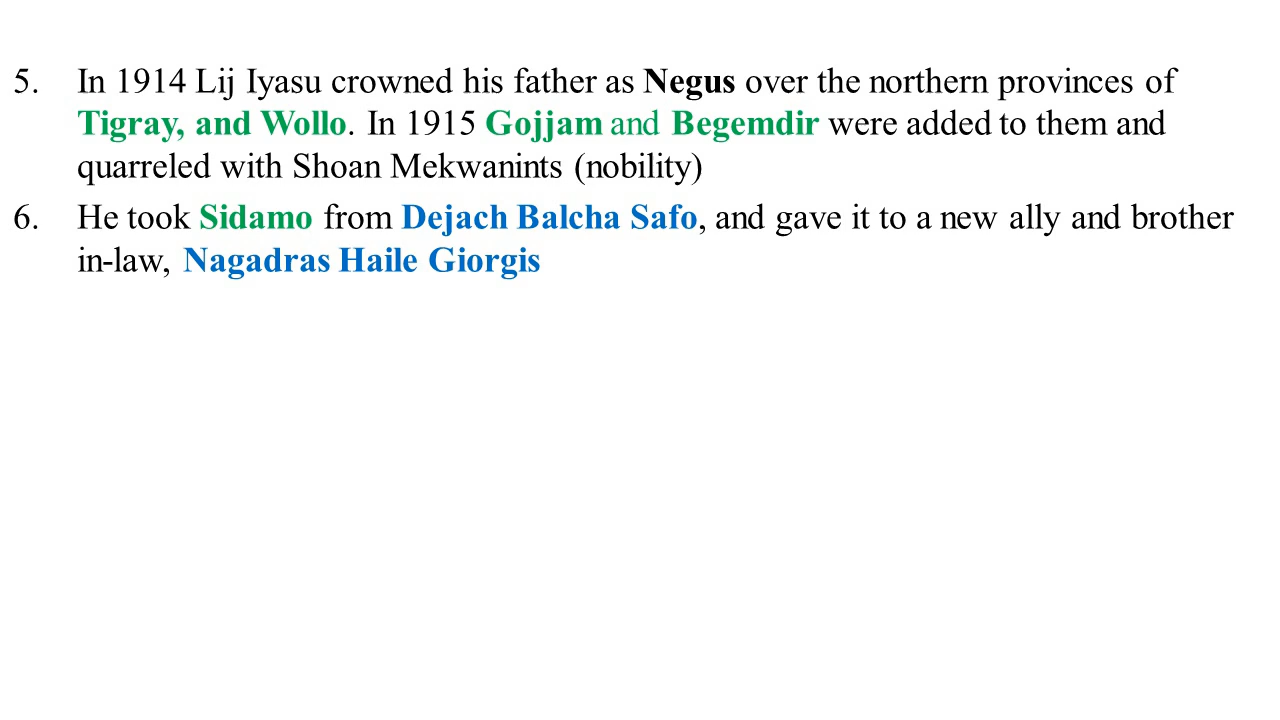 5. In 1914 Lij Iyasu crowned his father as Negus over the northern provinces of
Tigray, and Wollo. In 1915 Gojjam and Begemdir were added to them and
quarreled with Shoan Mekwanints (nobility)
6. He took Sidamo from Dejach Balcha Safo, and gave it to a new ally and brother
in-law, Nagadras Haile Giorgis